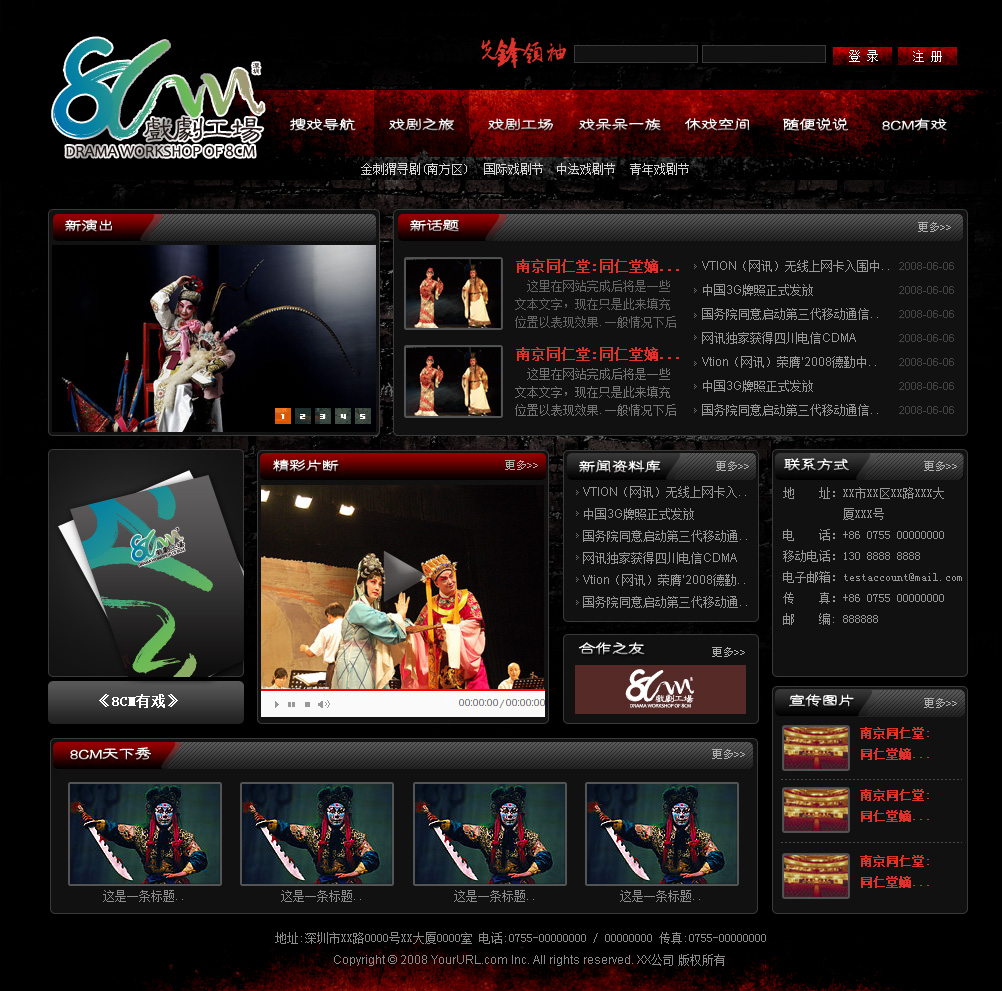 8cm
深圳
戲劇工場
DRAMA WORKSHOP OF 8CM
先鋒領袖
登 录
注 册
搜戏导航 戏剧之旅 戏剧工场 戏呆呆一族 休戏空间 随便说说 8CM有戏
金刺猬寻剧(南方区) 国际戏剧节 中法戏剧节 青年戏剧节
新演出
1 2 3 4 5
新话题
更多>>
南京同仁堂:同仁堂嫡...
这里在网站完成后将是一些
文本文字，现在只是此来填充
位置以表现效果.一般情况下后
南京同仁堂:同仁堂嫡...
这里在网站完成后将是一些
文本文字，现在只是此来填充
位置以表现效果.一般情况下后
VTION（网讯）无线上网卡入围中.. 2008-06-06
中国3G牌照正式发放 2008-06-06
国务院同意启动第三代移动通信.. 2008-06-06
网讯独家获得四川电信CDMA 2008-06-06
Vtion（网讯）荣膺'2008德勤中.. 2008-06-06
中国3G牌照正式发放 2008-06-06
国务院同意启动第三代移动通信.. 2008-06-06
8cm
戲劇工場
《8CM有戏》
精彩片断
更多>>
00:00:00/00:00:00
新闻资料库
更多>>
VTION（网讯）无线上网卡入..
中国3G牌照正式发放
国务院同意启动第三代移动通..
网讯独家获得四川电信CDMA
Vtion（网讯）荣膺'2008德勤..
国务院同意启动第三代移动通..
合作之友
更多>>
8cm
戲劇工場
DRAMA WORKSHOP OF 8CM
联系方式
更多>>
地 址：XX市XX区XX路XXX大
厦XXX号
电 话：+86 0755 00000000
移动电话：130 8888 8888
电子邮箱：testaccount@mail.com
传 真：+86 0755 00000000
邮 编：888888
宣传图片
更多>>
南京同仁堂:
同仁堂嫡...
南京同仁堂:
同仁堂嫡...
南京同仁堂:
同仁堂嫡...
8CM天下秀
更多>>
这是一条标题..
这是一条标题..
这是一条标题..
这是一条标题..
地址:深圳市XX路0000号XX大厦0000室 电话:0755-00000000 / 00000000 传真:0755-00000000
Copyright © 2008 YourURL.com Inc. All rights reserved. XX公司 版权所有